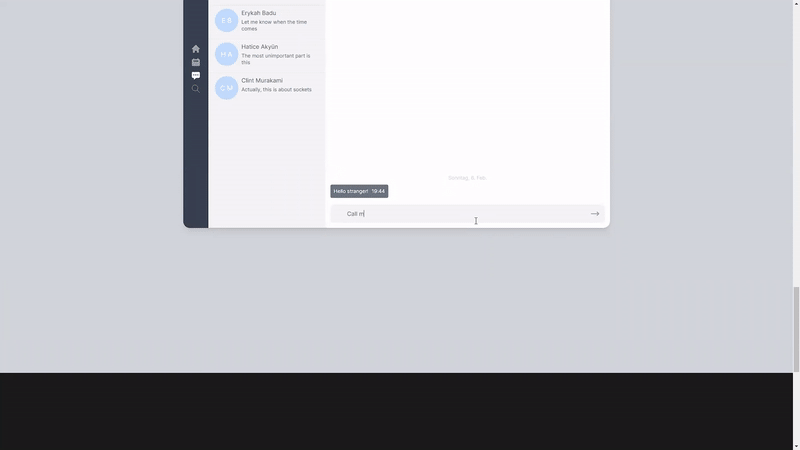 E B
Erykah Badu
Let me know when the time
comes
H A
Hatice Akyün
The most unimportant part is
this
C M
Clint Murakami
Actually, this is about sockets
Samstag, 6. Feb.
Hello stranger! 19:44
Call m